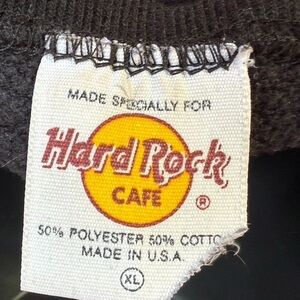 MADE SPECIALLY FOR
Hard Rock
CAFE
®
50% POLYESTER 50% COTTO
MADE IN U.S.A.
XL